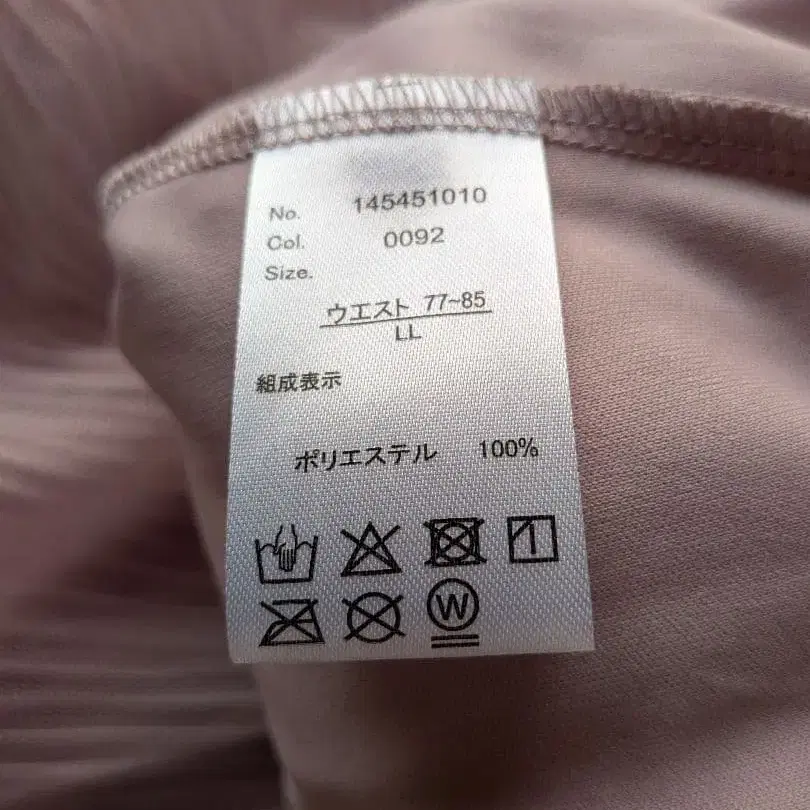 No. 145451010
Col. 0092
Size.
ウエスト 77~85
LL
組成表示
ポリエステル 100%
W